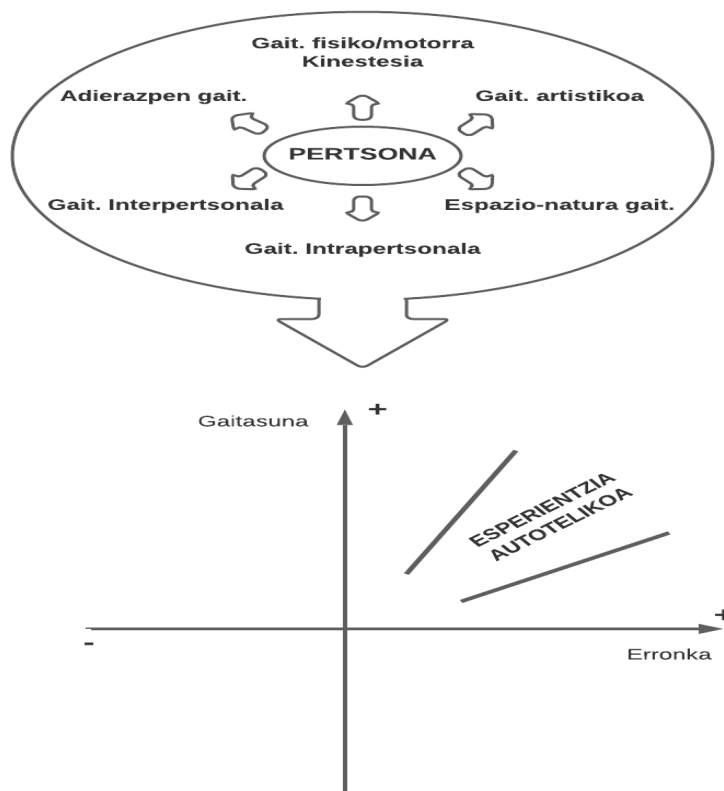 Gait. fisiko/motorra
Kinestesia
Adierazpen gait.
Gait. artistikoa
PERTSONA
Gait. Interpertsonala
Espazio-natura gait.
Gait. Intrapertsonala
Gaitasuna
+
ESPERIENTZIA
AUTOTELIKOA
+
-
Erronka